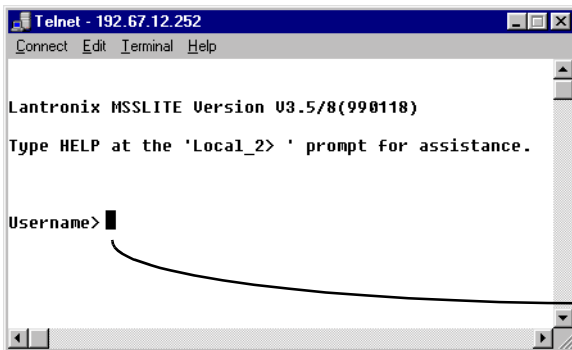 Telnet - 192.67.12.252
Connect Edit Terminal Help
Lantronix MSSLITE Version V3.5/8(990118)
Type HELP at the 'Local_2> ' prompt for assistance.
Username>